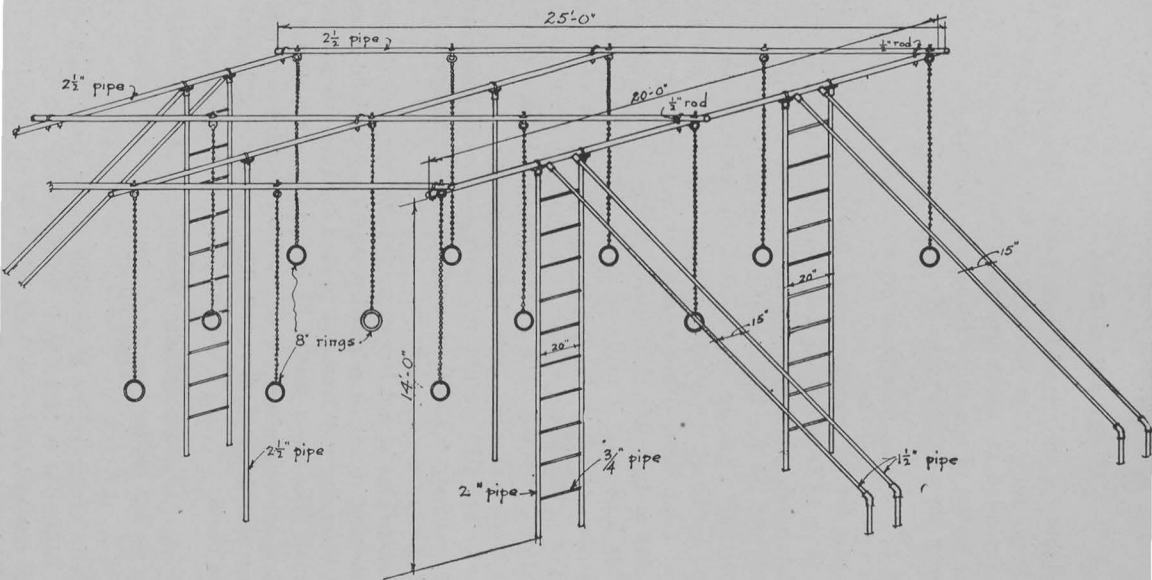 25'-0"
2½ pipe
½" rod
2½" pipe
20'-0"
½" rod
15"
20"
15"
8" rings
20"
14'-0"
2½" pipe
¾" pipe
1½" pipe
2" pipe